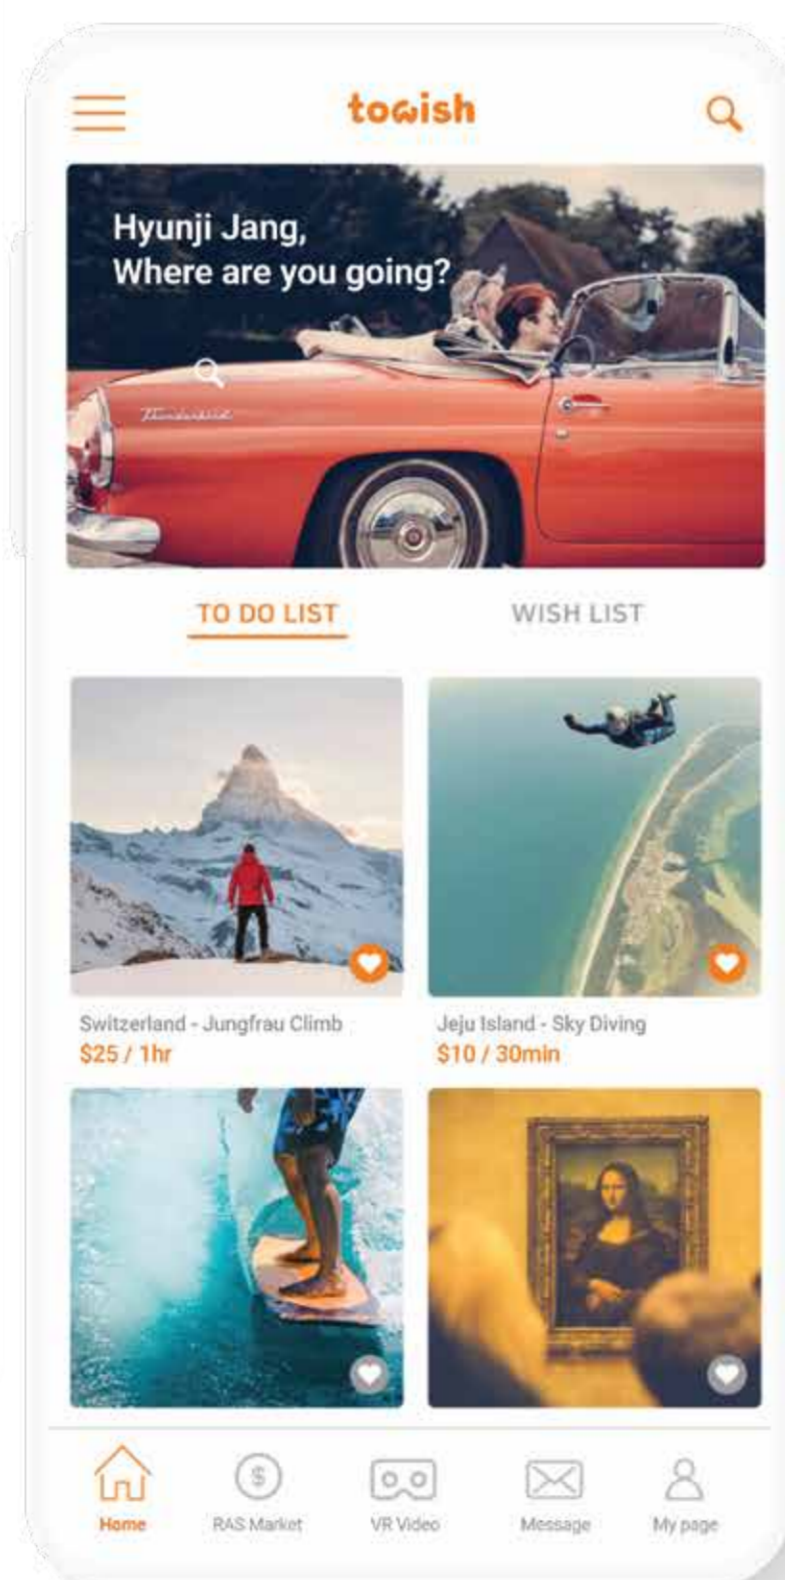 towish
Hyunji Jang,
Where are you going?
Thunderbird
TO DO LIST
WISH LIST
Switzerland - Jungfrau Climb
$25 / 1hr
Jeju Island - Sky Diving
$10 / 30min
$
Home
RAS Market
VR Video
Message
My page